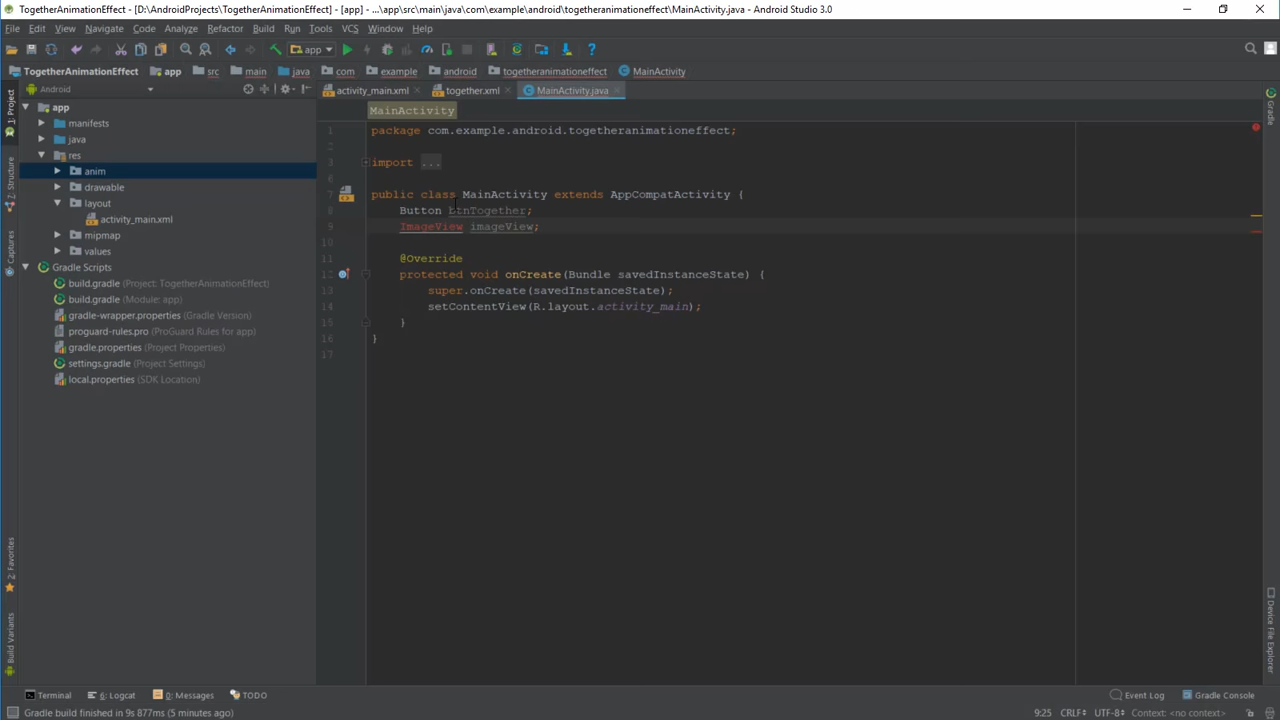 TogetherAnimationEffect - [D:\AndroidProjects\TogetherAnimationEffect] - [app] - ...\app\src\main\java\com\example\android\togetheranimationeffect\MainActivity.java - Android Studio 3.0
File Edit View Navigate Code Analyze Refactor Build Run Tools VCS Window Help
app
TogetherAnimationEffect app src main java com example android togetheranimationeffect MainActivity
Android
activity_main.xml together.xml MainActivity.java
MainActivity
app
manifests
java
res
anim
drawable
layout
activity_main.xml
mipmap
values
Gradle Scripts
build.gradle (Project: TogetherAnimationEffect)
build.gradle (Module: app)
gradle-wrapper.properties (Gradle Version)
proguard-rules.pro (ProGuard Rules for app)
gradle.properties (Project Properties)
settings.gradle (Project Settings)
local.properties (SDK Location)
1 package com.example.android.togetheranimationeffect;
2
3 import ...
6
7 public class MainActivity extends AppCompatActivity {
8 Button btnTogether;
9 ImageView imageView;
10
11 @Override
12 protected void onCreate(Bundle savedInstanceState) {
13 super.onCreate(savedInstanceState);
14 setContentView(R.layout.activity_main);
15 }
16 }
17
1: Project
7: Structure
Captures
2: Favorites
Build Variants
Gradle
Device File Explorer
Terminal 6: Logcat 0: Messages TODO Event Log Gradle Console
Gradle build finished in 9s 877ms (5 minutes ago) 9:25 CRLF UTF-8 Context: <no context>